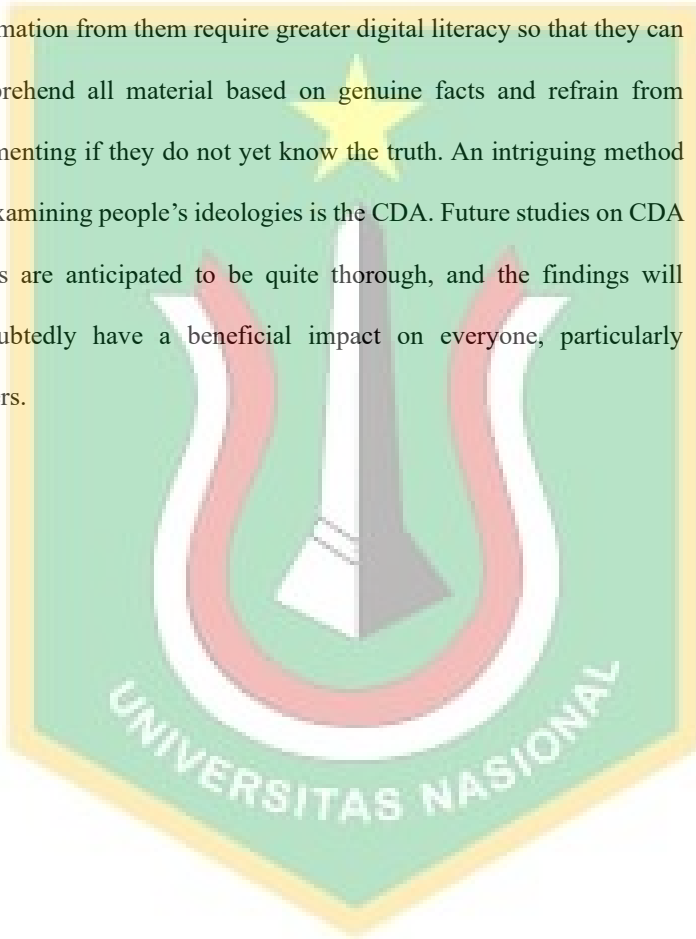 mation from them require greater digital literacy so that they can
prehend all material based on genuine facts and refrain from
menting if they do not yet know the truth. An intriguing method
xamining people’s ideologies is the CDA. Future studies on CDA
s are anticipated to be quite thorough, and the findings will
ubtedly have a beneficial impact on everyone, particularly
rs.
UNIVERSITAS NASIONAL